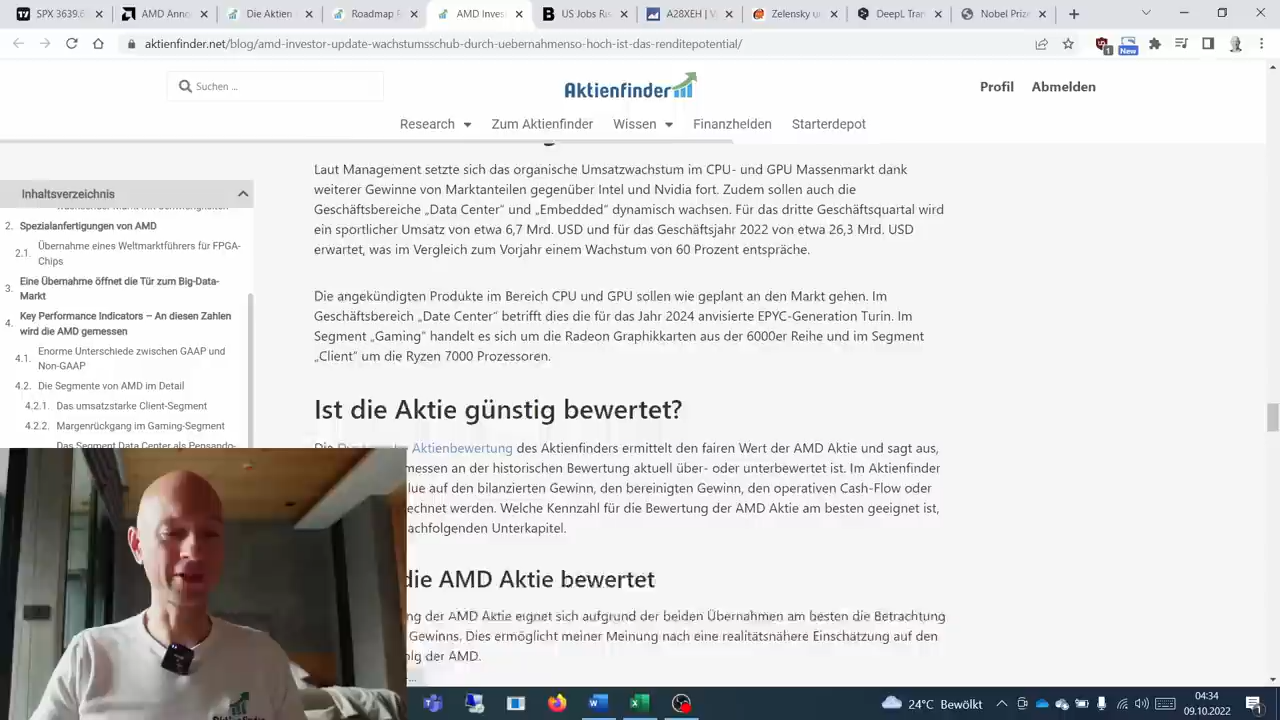 SPX 3639.6
AMD Anno
Die Aktien
Roadmap F
AMD Inves
US Jobs Ris
A28XEH | V
Zelensky u
DeepL Tran
Nobel Prize
aktienfinder.net/blog/amd-investor-update-wachstumsschub-durch-uebernahmenso-hoch-ist-das-renditepotential/
1
New
Suchen ...
Aktienfinder
Profil Abmelden
Research Zum Aktienfinder Wissen Finanzhelden Starterdepot
Inhaltsverzeichnis
2. Spezialanfertigungen von AMD
2.1. Übernahme eines Weltmarktführers für FPGA-
Chips
3. Eine Übernahme öffnet die Tür zum Big-Data-
Markt
4. Key Performance Indicators – An diesen Zahlen
wird die AMD gemessen
4.1. Enorme Unterschiede zwischen GAAP und
Non-GAAP
4.2. Die Segmente von AMD im Detail
4.2.1. Das umsatzstarke Client-Segment
4.2.2. Margenrückgang im Gaming-Segment
Das Segment Data Center als Pensando-
Laut Management setzte sich das organische Umsatzwachstum im CPU- und GPU Massenmarkt dank
weiterer Gewinne von Marktanteilen gegenüber Intel und Nvidia fort. Zudem sollen auch die
Geschäftsbereiche „Data Center“ und „Embedded“ dynamisch wachsen. Für das dritte Geschäftsquartal wird
ein sportlicher Umsatz von etwa 6,7 Mrd. USD und für das Geschäftsjahr 2022 von etwa 26,3 Mrd. USD
erwartet, was im Vergleich zum Vorjahr einem Wachstum von 60 Prozent entspräche.
Die angekündigten Produkte im Bereich CPU und GPU sollen wie geplant an den Markt gehen. Im
Geschäftsbereich „Date Center“ betrifft dies die für das Jahr 2024 anvisierte EPYC-Generation Turin. Im
Segment „Gaming“ handelt es sich um die Radeon Graphikkarten aus der 6000er Reihe und im Segment
„Client“ um die Ryzen 7000 Prozessoren.
Ist die Aktie günstig bewertet?
Die Aktienbewertung des Aktienfinders ermittelt den fairen Wert der AMD Aktie und sagt aus,
messen an der historischen Bewertung aktuell über- oder unterbewertet ist. Im Aktienfinder
lue auf den bilanzierten Gewinn, den bereinigten Gewinn, den operativen Cash-Flow oder
echnet werden. Welche Kennzahl für die Bewertung der AMD Aktie am besten geeignet ist,
achfolgenden Unterkapitel.
die AMD Aktie bewertet
ng der AMD Aktie eignet sich aufgrund der beiden Übernahmen am besten die Betrachtung
Gewinns. Dies ermöglicht meiner Meinung nach eine realitätsnähere Einschätzung auf den
olg der AMD.
Aktienfinder
24°C Bewölkt
04:34
09.10.2022
1